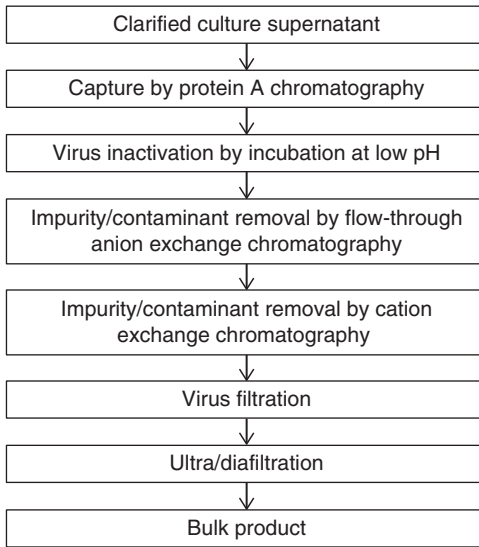 Clarified culture supernatant
Capture by protein A chromatography
Virus inactivation by incubation at low pH
Impurity/contaminant removal by flow-through
anion exchange chromatography
Impurity/contaminant removal by cation
exchange chromatography
Virus filtration
Ultra/diafiltration
Bulk product